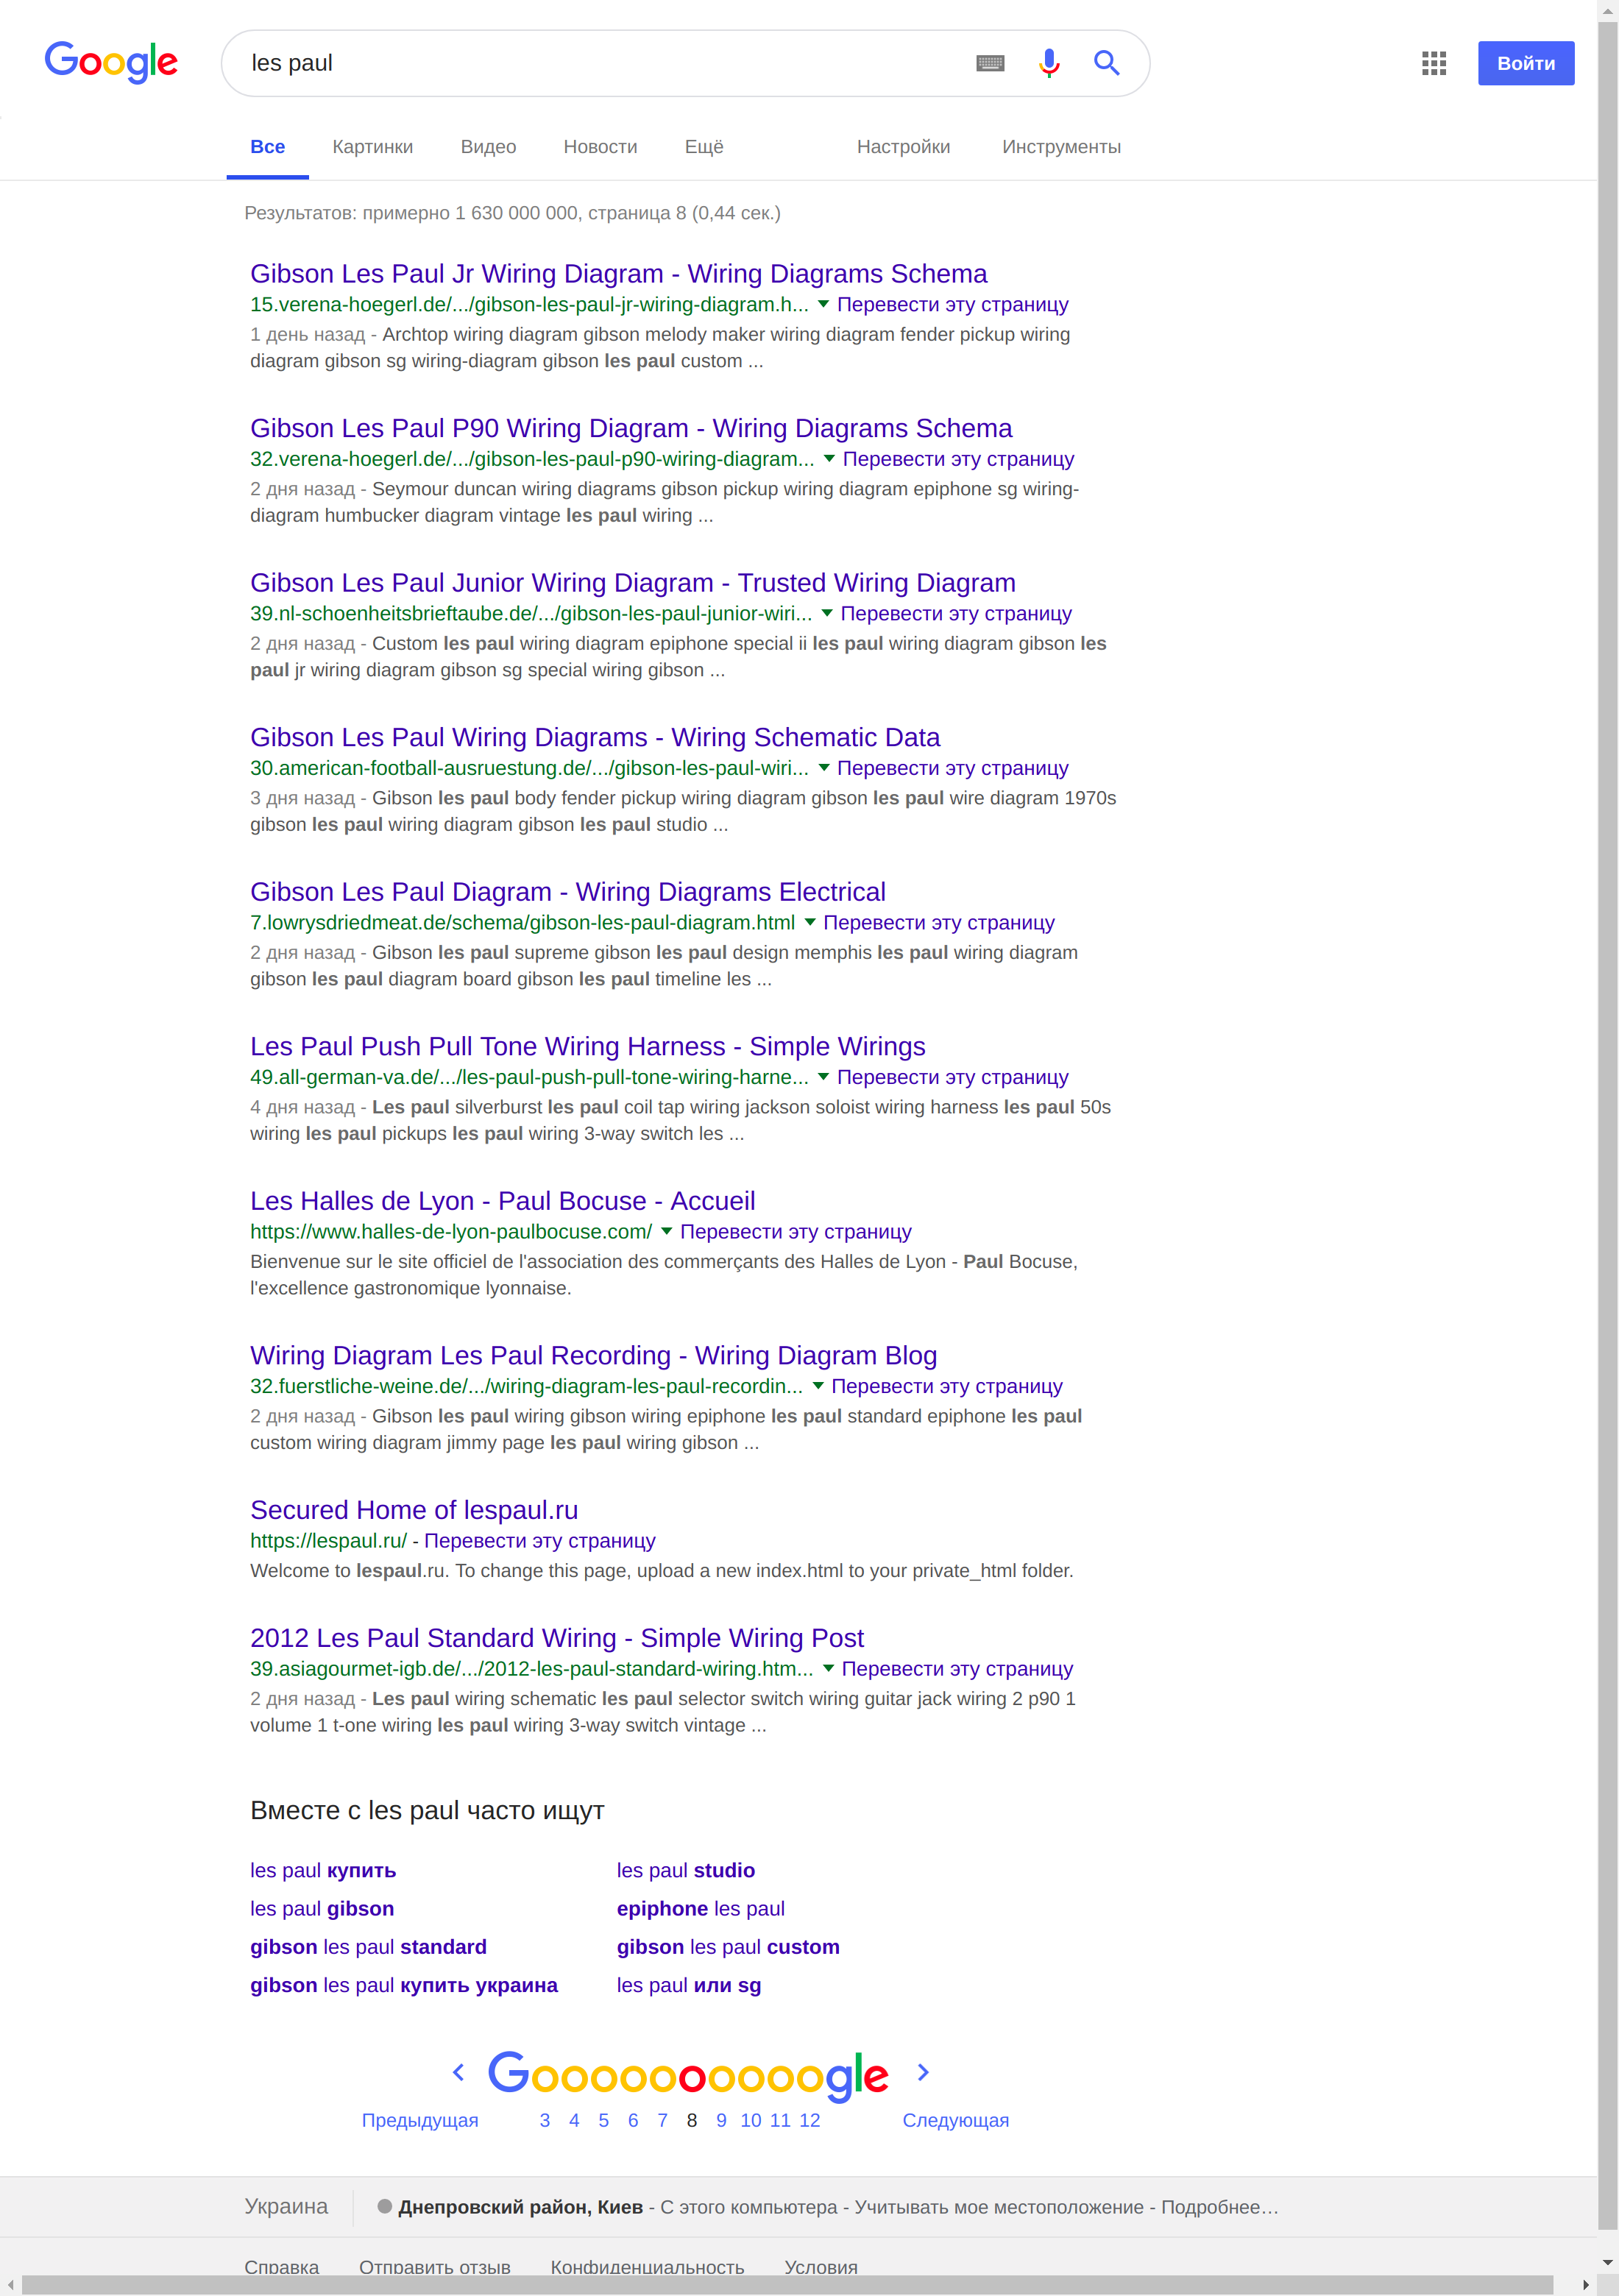 Google
les paul
Войти
Все Картинки Видео Новости Ещё Настройки Инструменты
Результатов: примерно 1 630 000 000, страница 8 (0,44 сек.)
Gibson Les Paul Jr Wiring Diagram - Wiring Diagrams Schema
15.verena-hoegerl.de/.../gibson-les-paul-jr-wiring-diagram.h... Перевести эту страницу
1 день назад - Archtop wiring diagram gibson melody maker wiring diagram fender pickup wiring
diagram gibson sg wiring-diagram gibson les paul custom ...
Gibson Les Paul P90 Wiring Diagram - Wiring Diagrams Schema
32.verena-hoegerl.de/.../gibson-les-paul-p90-wiring-diagram... Перевести эту страницу
2 дня назад - Seymour duncan wiring diagrams gibson pickup wiring diagram epiphone sg wiring-
diagram humbucker diagram vintage les paul wiring ...
Gibson Les Paul Junior Wiring Diagram - Trusted Wiring Diagram
39.nl-schoenheitsbrieftaube.de/.../gibson-les-paul-junior-wiri... Перевести эту страницу
2 дня назад - Custom les paul wiring diagram epiphone special ii les paul wiring diagram gibson les
paul jr wiring diagram gibson sg special wiring gibson ...
Gibson Les Paul Wiring Diagrams - Wiring Schematic Data
30.american-football-ausruestung.de/.../gibson-les-paul-wiri... Перевести эту страницу
3 дня назад - Gibson les paul body fender pickup wiring diagram gibson les paul wire diagram 1970s
gibson les paul wiring diagram gibson les paul studio ...
Gibson Les Paul Diagram - Wiring Diagrams Electrical
7.lowrysdriedmeat.de/schema/gibson-les-paul-diagram.html Перевести эту страницу
2 дня назад - Gibson les paul supreme gibson les paul design memphis les paul wiring diagram
gibson les paul diagram board gibson les paul timeline les ...
Les Paul Push Pull Tone Wiring Harness - Simple Wirings
49.all-german-va.de/.../les-paul-push-pull-tone-wiring-harne... Перевести эту страницу
4 дня назад - Les paul silverburst les paul coil tap wiring jackson soloist wiring harness les paul 50s
wiring les paul pickups les paul wiring 3-way switch les ...
Les Halles de Lyon - Paul Bocuse - Accueil
https://www.halles-de-lyon-paulbocuse.com/ Перевести эту страницу
Bienvenue sur le site officiel de l'association des commerçants des Halles de Lyon - Paul Bocuse,
l'excellence gastronomique lyonnaise.
Wiring Diagram Les Paul Recording - Wiring Diagram Blog
32.fuerstliche-weine.de/.../wiring-diagram-les-paul-recordin... Перевести эту страницу
2 дня назад - Gibson les paul wiring gibson wiring epiphone les paul standard epiphone les paul
custom wiring diagram jimmy page les paul wiring gibson ...
Secured Home of lespaul.ru
https://lespaul.ru/ - Перевести эту страницу
Welcome to lespaul.ru. To change this page, upload a new index.html to your private_html folder.
2012 Les Paul Standard Wiring - Simple Wiring Post
39.asiagourmet-igb.de/.../2012-les-paul-standard-wiring.htm... Перевести эту страницу
2 дня назад - Les paul wiring schematic les paul selector switch wiring guitar jack wiring 2 p90 1
volume 1 t-one wiring les paul wiring 3-way switch vintage ...
Вместе с les paul часто ищут
les paul купить les paul studio
les paul gibson epiphone les paul
gibson les paul standard gibson les paul custom
gibson les paul купить украина les paul или sg
Goooooooooogle
Предыдущая 3 4 5 6 7 8 9 10 11 12 Следующая
Украина Днепровский район, Киев - С этого компьютера - Учитывать мое местоположение - Подробнее…
Справка Отправить отзыв Конфиденциальность Условия